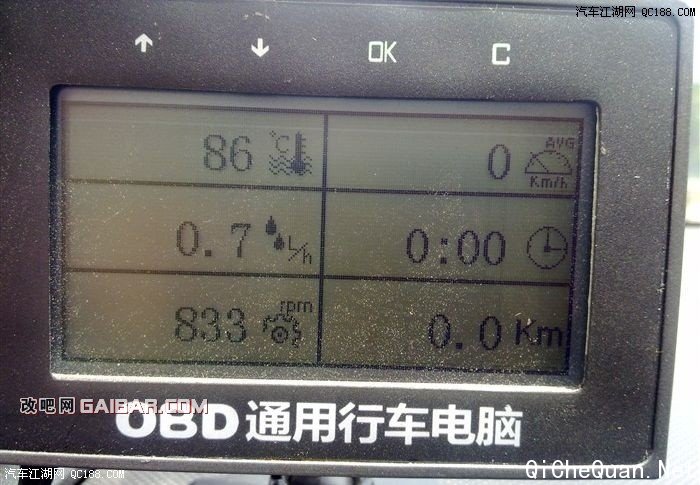 汽车江湖网 QC188.COM
OK C
86 °C
0 AVG Km/h
0.7 L/h
0:00
833 rpm
0.0 Km
改吧网 GAIBAR.COM
OBD通用行车电脑
汽车江湖网 QC188.COM
QiCheQuan.Ne